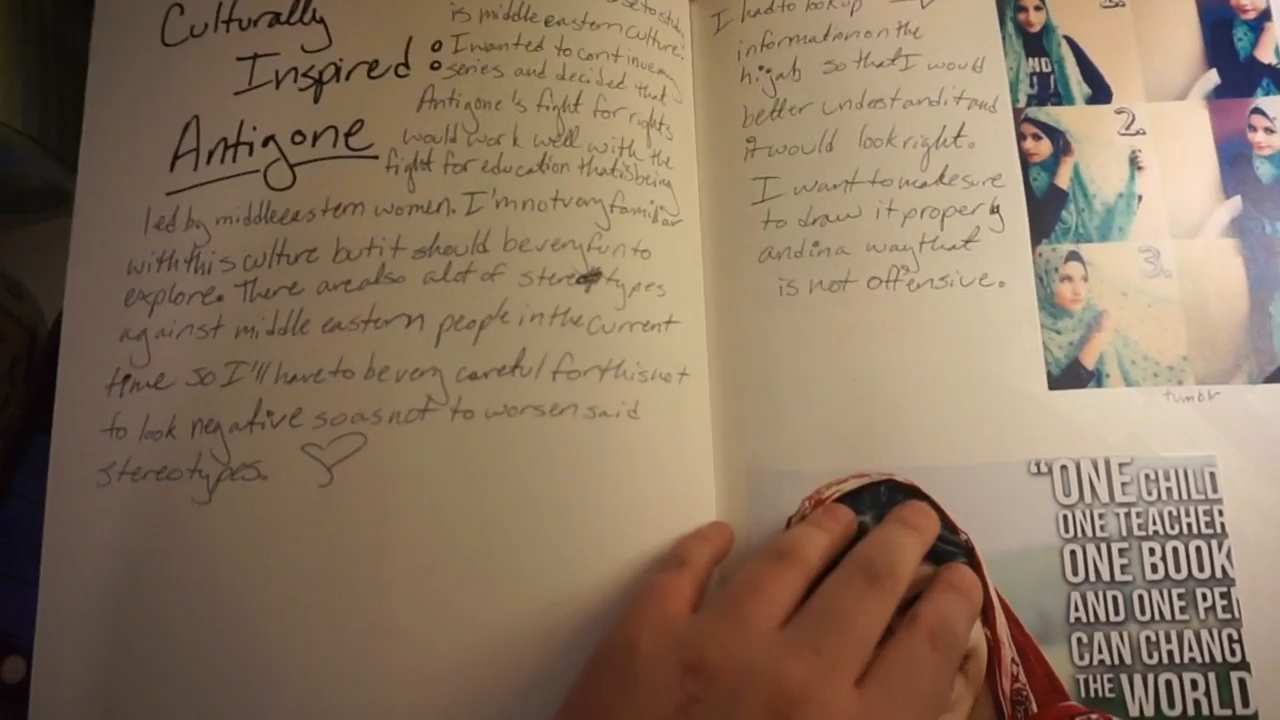 Culturally
Inspired
Antigone
is middle eastern culture.
I wanted to continue my
series and decided that
Antigone's fight for rights
would work well with the
fight for education that is being
led by middle eastern women. I'm not very familiar
with this culture but it should be very fun to
explore. There are also alot of stereotypes
against middle eastern people in the current
time so I'll have to be very careful for this not
to look negative so as not to worsen said
stereotypes. ♡
I had to look up
information on the
hijab so that I would
better understand it and
it would look right.
I want to make sure
to draw it properly
and in a way that
is not offensive.
1.
2.
3.
tumblr
"ONE CHILD
ONE TEACHER
ONE BOOK
AND ONE PEN
CAN CHANG
THE WORLD